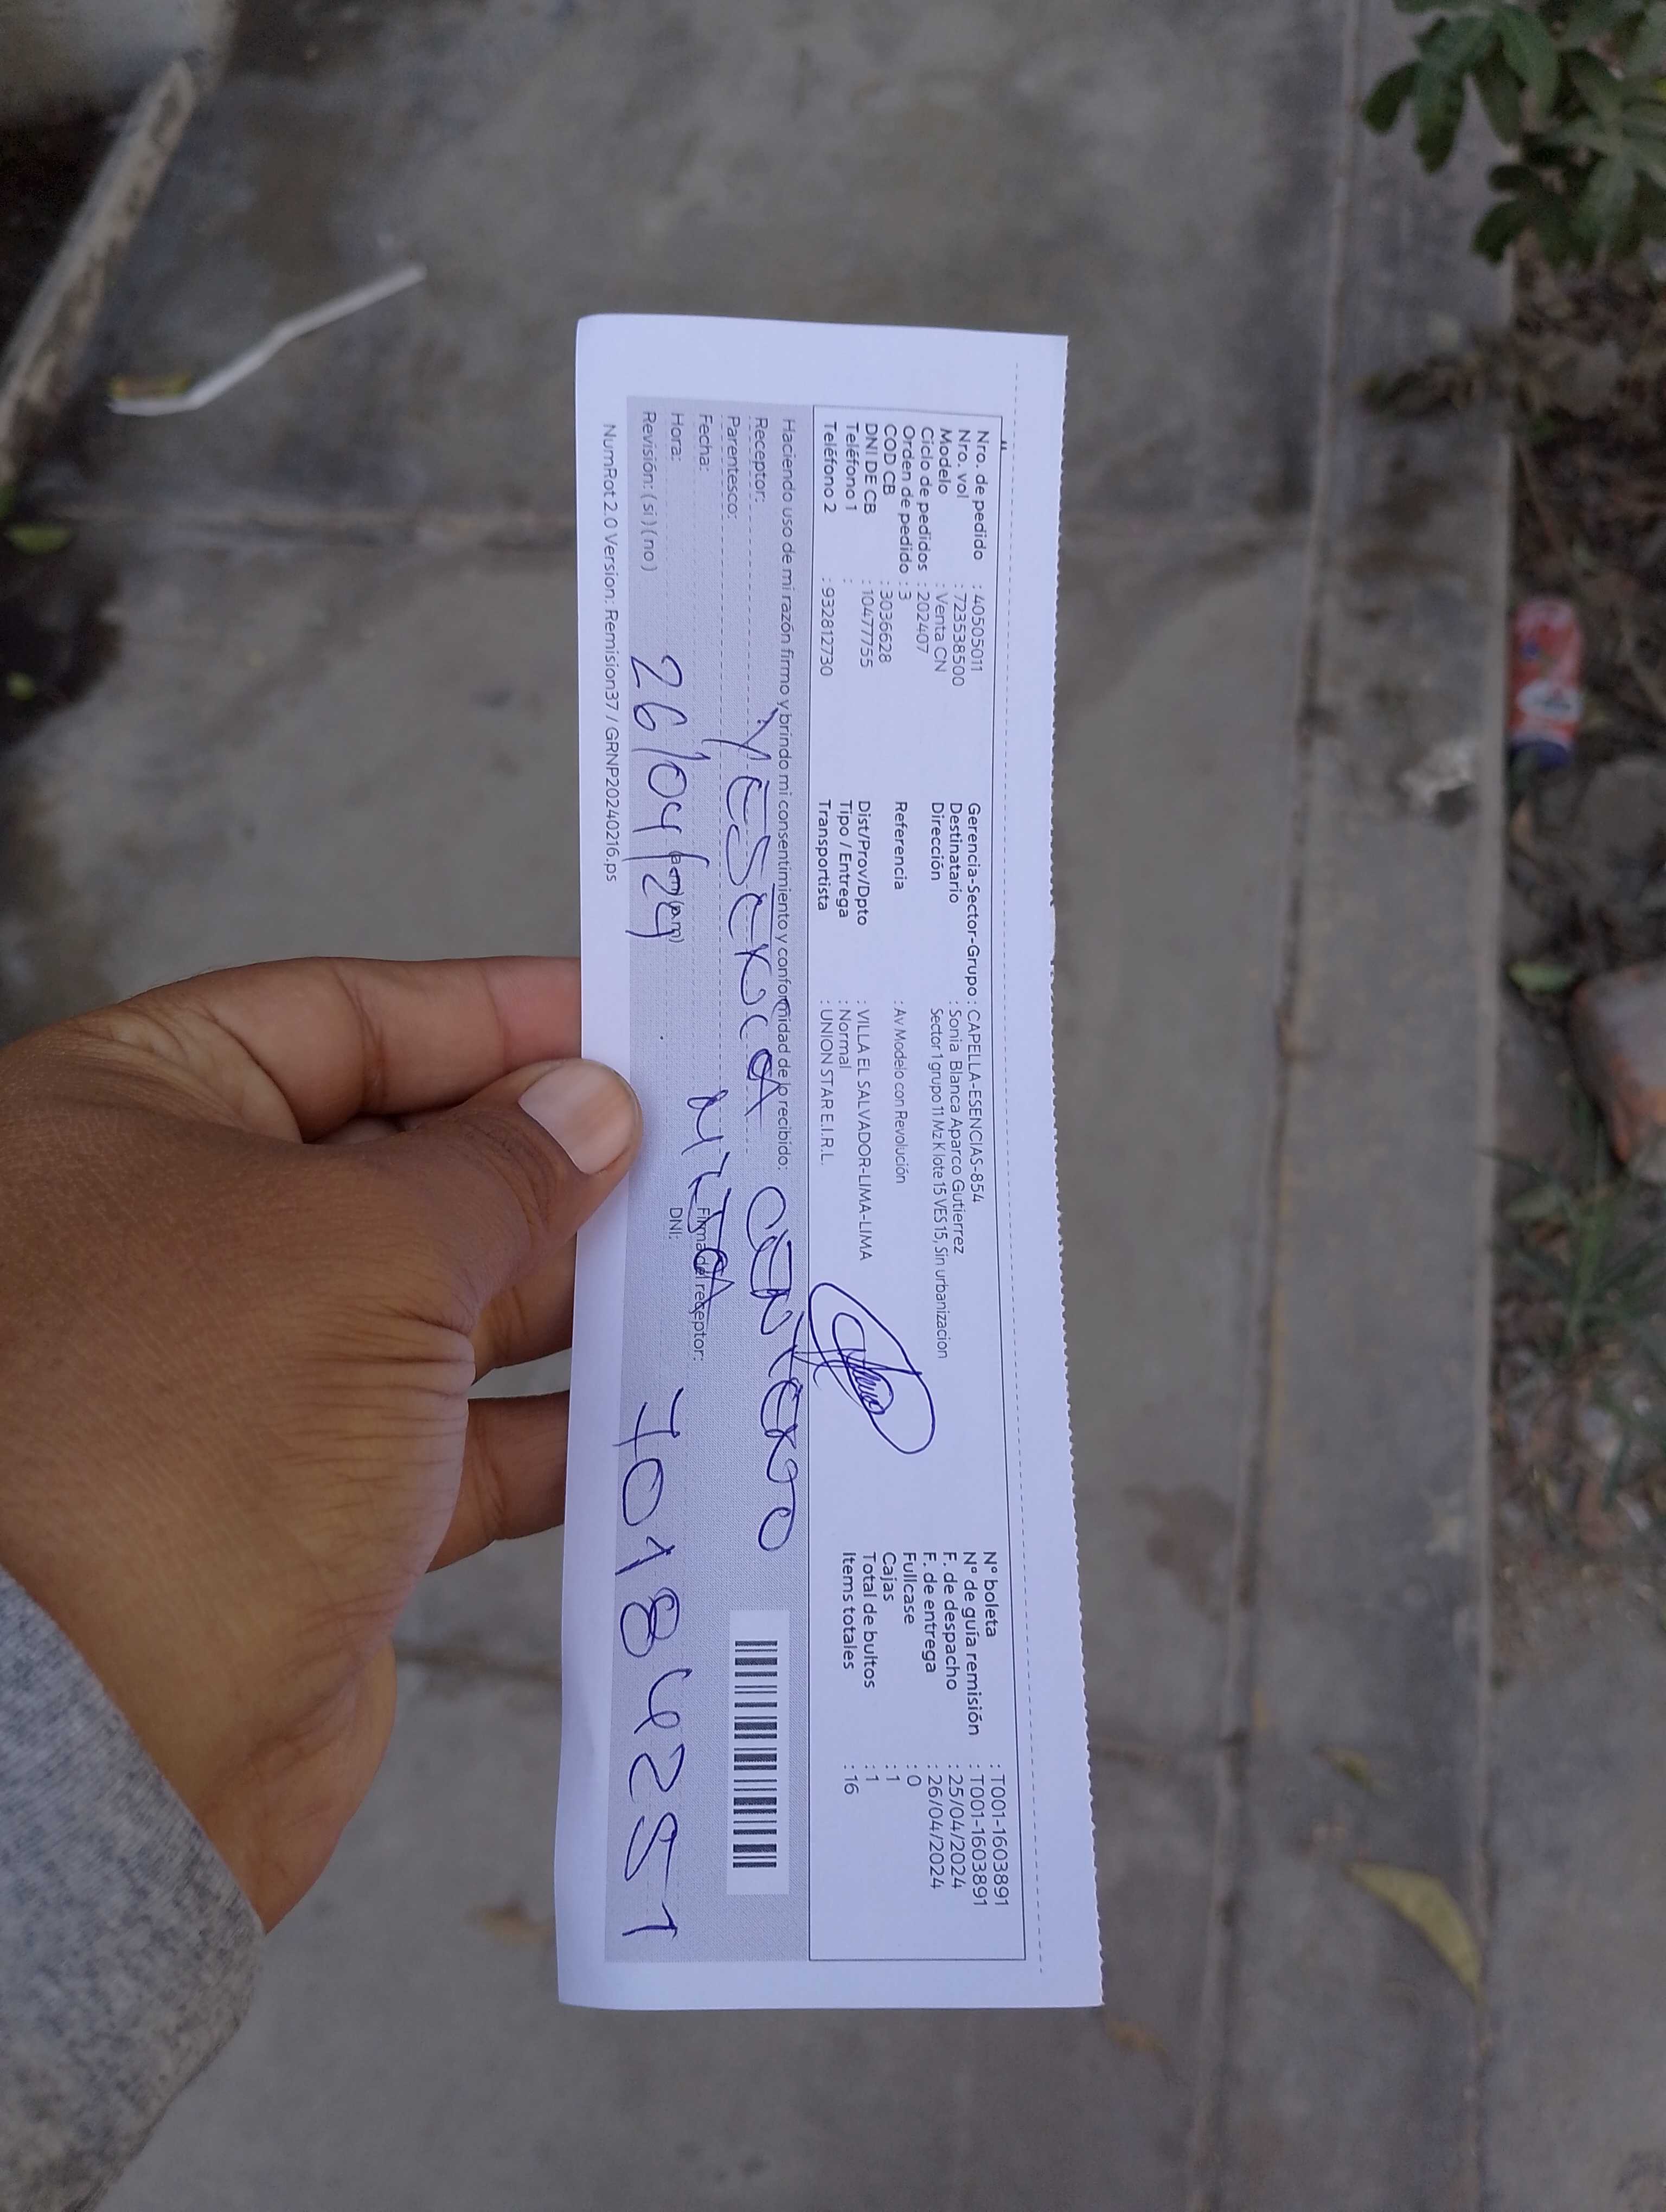 Nro. de pedido : 40505011
Nro. vol : 723538500
Modelo : Venta CN
Ciclo de pedidos : 202407
Orden de pedido : 3
COD CB : 3036628
DNI DE CB : 10477755
Teléfono 1 :
Teléfono 2 : 932812730
Gerencia-Sector-Grupo : CAPELLA-ESENCIAS-854
Destinatario : Sonia Blanca Aparco Gutierrez
Dirección Sector 1 grupo 11 Mz K lote 15 VES 15, Sin urbanizacion
Referencia : Av Modelo con Revolución
Dist/Prov/Dpto : VILLA EL SALVADOR-LIMA-LIMA
Tipo / Entrega : Normal
Transportista : UNION STAR E.I.R.L.
N° boleta : T001-1603891
N° de guía remisión : T001-1603891
F. de despacho : 25/04/2024
F. de entrega : 26/04/2024
Fullcase : 0
Cajas : 1
Total de bultos : 1
Items totales : 16
Haciendo uso de mi razón firmo y brindo mi consentimiento y conformidad de lo recibido:
Receptor:
Parentesco:
Fecha: Firma del receptor:
Hora: (am)(pm) DNI:
26/04/24 70184251
Revisión: ( si ) ( no )
NumRot 2.0 Version: Remision37 / GRNP20240216.ps